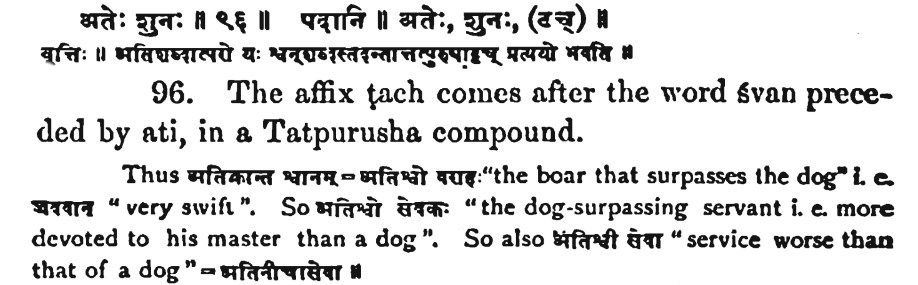 अतेः शुनः ॥ ९६ ॥ पदानि ॥ अतेः, शुनः, (टच्) ॥
वृत्तिः ॥ अतिशब्दात्परो यः श्वन्शब्दस्तदन्तात्तत्पुरुषाट्टच् प्रत्ययो भवति ॥
96. The affix ṭach comes after the word śvan prece-
ded by ati, in a Tatpurusha compound.
Thus अतिक्रान्त श्वानम् = अतिश्वो वराहः "the boar that surpasses the dog" i. e.
जववान "very swift". So अतिश्वो सेवकः "the dog-surpassing servant i. e. more
devoted to his master than a dog". So also अतिश्वी सेवा "service worse than
that of a dog" = अतिनीचासेवा ॥